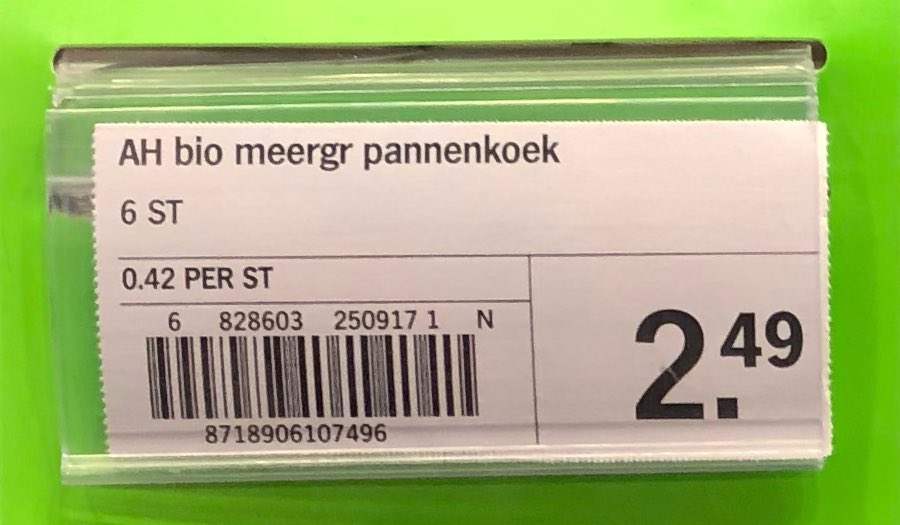 AH bio meergr pannenkoek
6 ST
0.42 PER ST
6 828603 250917 1 N
8718906107496
2.49